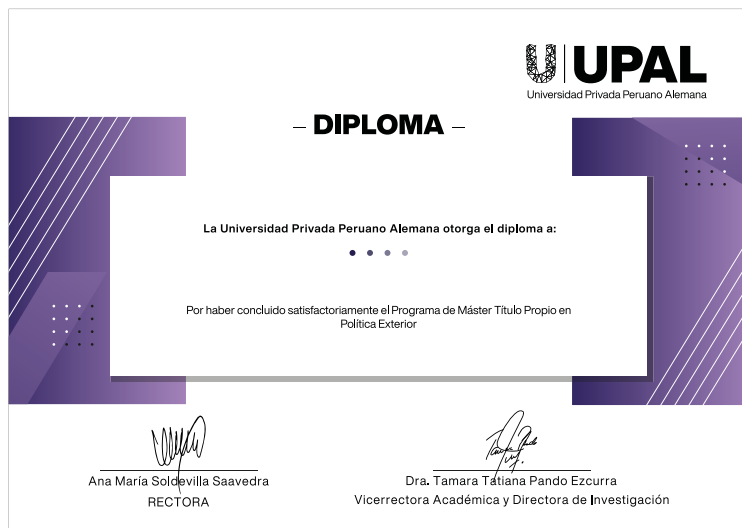 UPAL
Universidad Privada Peruano Alemana
– DIPLOMA –
La Universidad Privada Peruano Alemana otorga el diploma a:
Por haber concluido satisfactoriamente el Programa de Máster Título Propio en
Política Exterior
Ana María Soldevilla Saavedra
RECTORA
Dra. Tamara Tatiana Pando Ezcurra
Vicerrectora Académica y Directora de Investigación